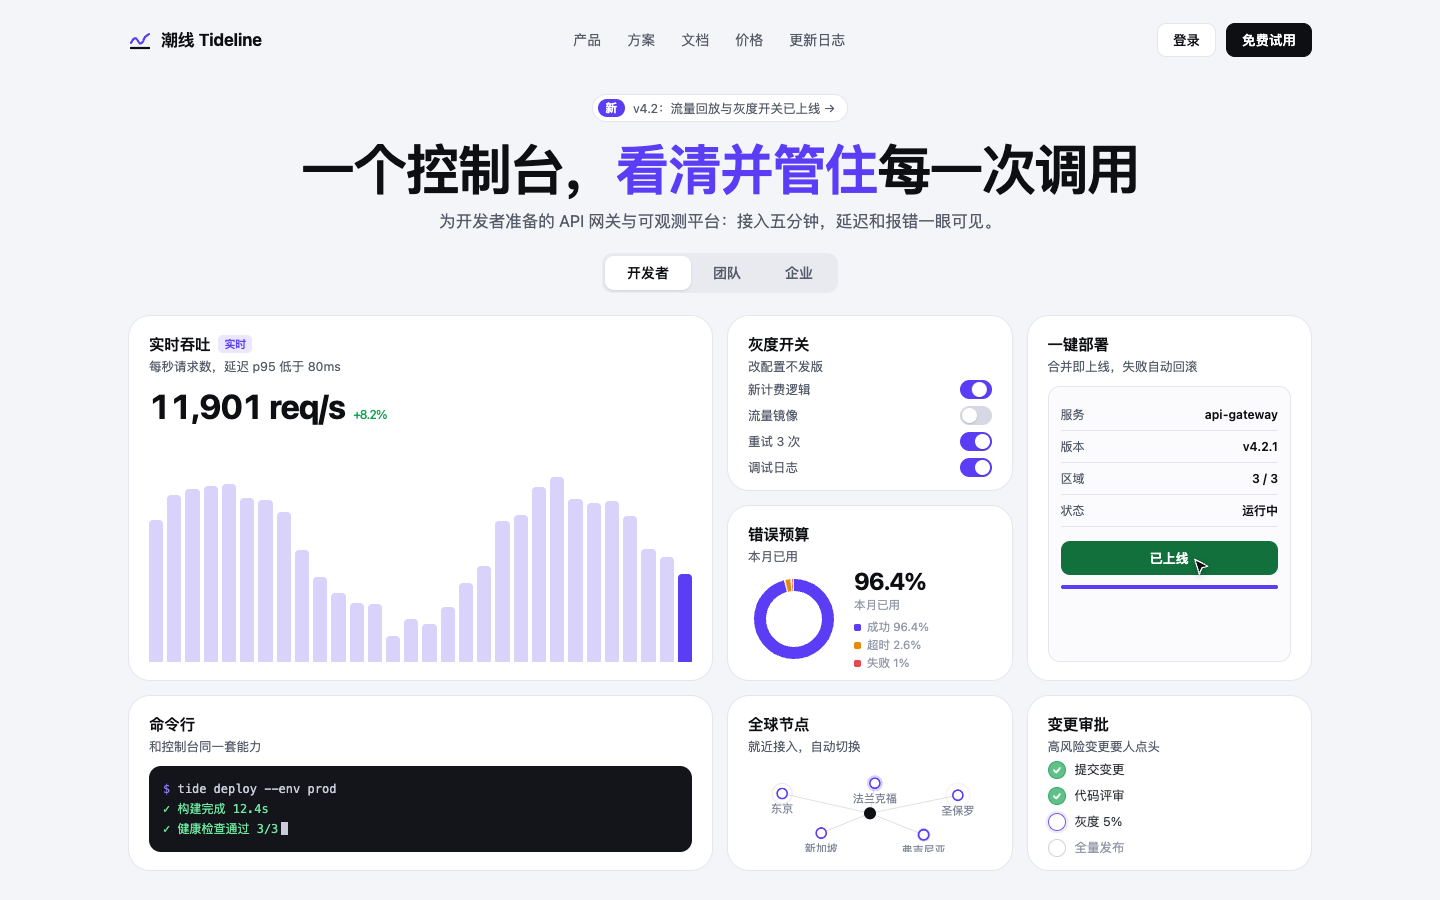 潮线 Tideline
产品 方案 文档 价格 更新日志
登录 免费试用
新 v4.2：流量回放与灰度开关已上线 →
一个控制台，看清并管住每一次调用
为开发者准备的 API 网关与可观测平台：接入五分钟，延迟和报错一眼可见。
开发者 团队 企业
实时吞吐 实时
每秒请求数，延迟 p95 低于 80ms
11,901 req/s +8.2%
灰度开关
改配置不发版
新计费逻辑
流量镜像
重试 3 次
调试日志
错误预算
本月已用
96.4%
本月已用
成功 96.4%
超时 2.6%
失败 1%
一键部署
合并即上线，失败自动回滚
服务 api-gateway
版本 v4.2.1
区域 3 / 3
状态 运行中
已上线
命令行
和控制台同一套能力
$ tide deploy --env prod
✓ 构建完成 12.4s
✓ 健康检查通过 3/3
全球节点
就近接入，自动切换
东京
法兰克福
圣保罗
新加坡
弗吉尼亚
变更审批
高风险变更要人点头
提交变更
代码评审
灰度 5%
全量发布